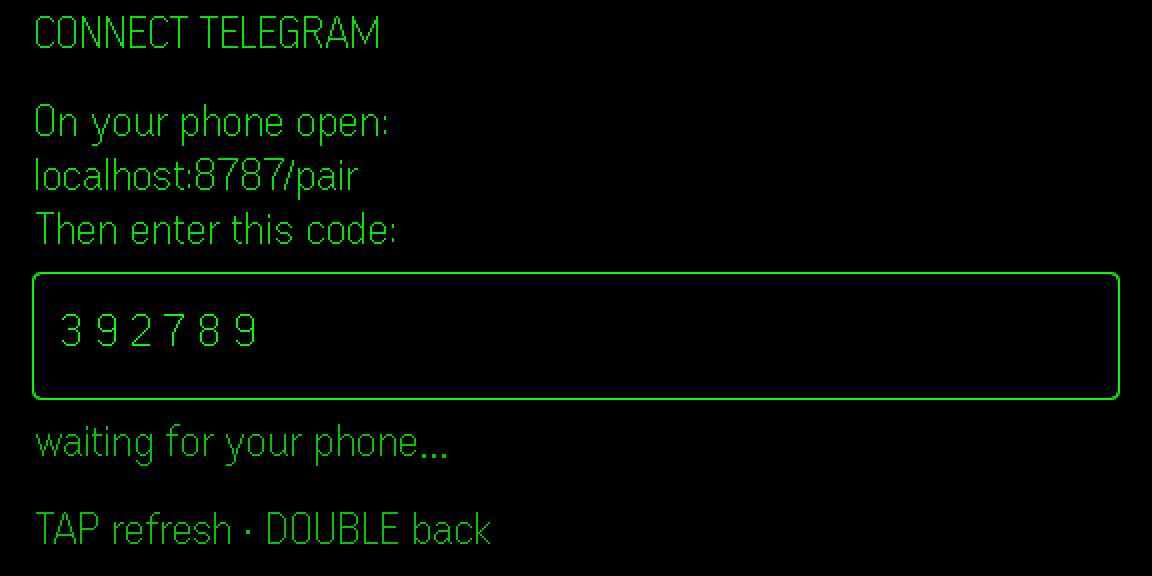 CONNECT TELEGRAM
On your phone open:
localhost:8787/pair
Then enter this code:
3 9 2 7 8 9
waiting for your phone...
TAP refresh · DOUBLE back